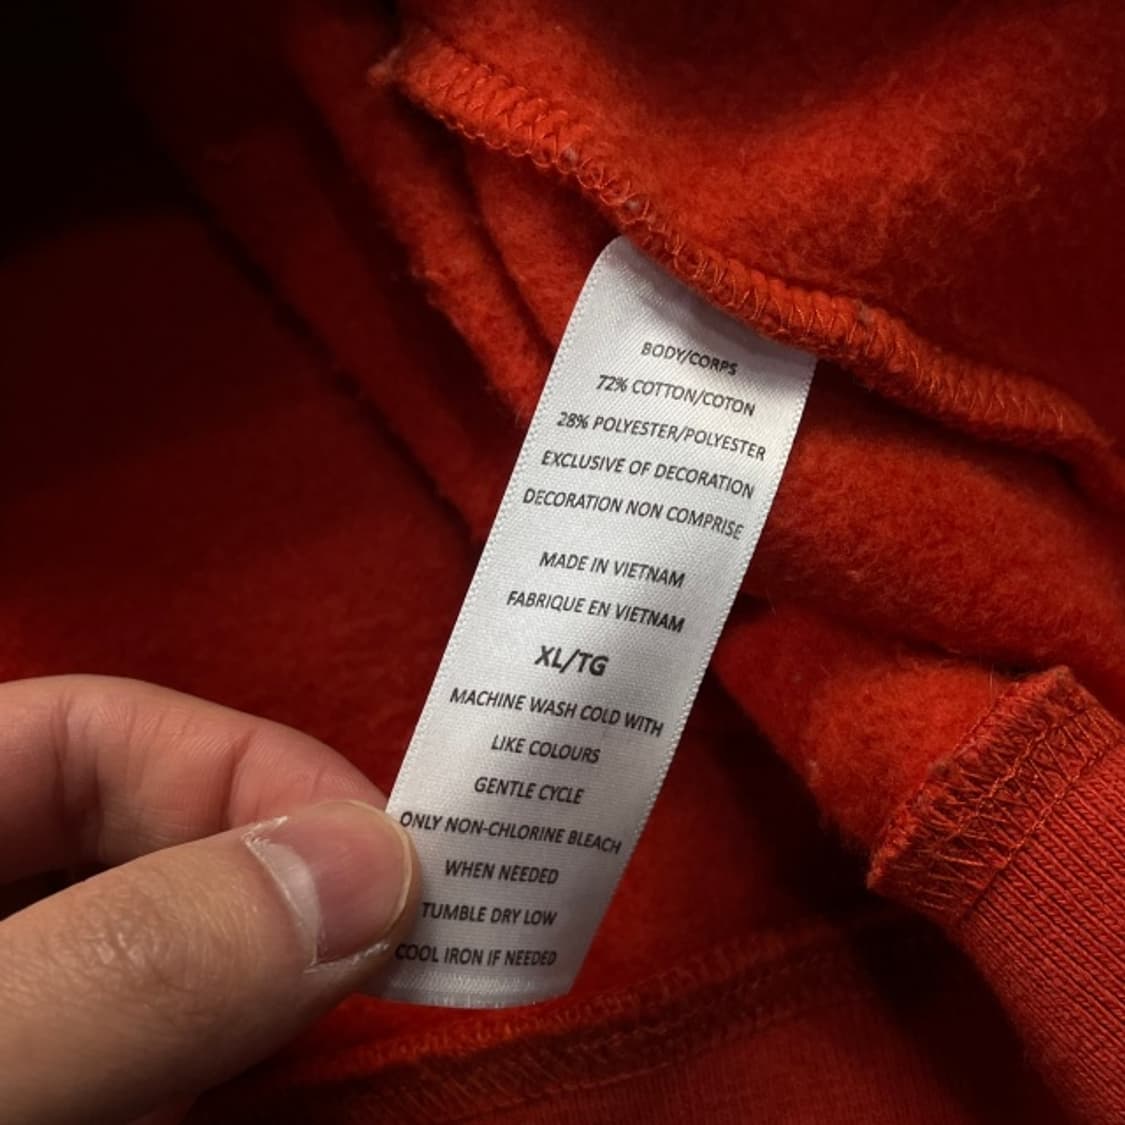 BODY/CORPS
72% COTTON/COTON
28% POLYESTER/POLYESTER
EXCLUSIVE OF DECORATION
DECORATION NON COMPRISE
MADE IN VIETNAM
FABRIQUE EN VIETNAM
XL/TG
MACHINE WASH COLD WITH
LIKE COLOURS
GENTLE CYCLE
ONLY NON-CHLORINE BLEACH
WHEN NEEDED
TUMBLE DRY LOW
COOL IRON IF NEEDED